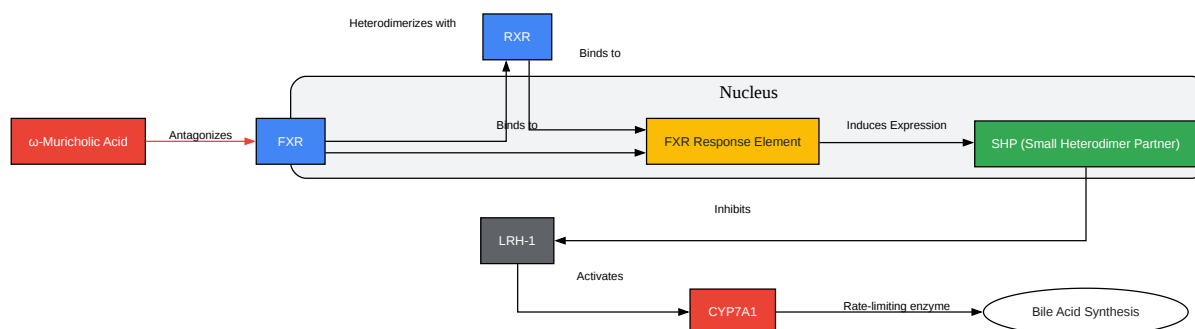 Heterodimerizes with
RXR
Binds to
Nucleus
ω-Muricholic Acid
Antagonizes
FXR
Binds to
FXR Response Element
Induces Expression
SHP (Small Heterodimer Partner)
Inhibits
LRH-1
Activates
CYP7A1
Rate-limiting enzyme
Bile Acid Synthesis